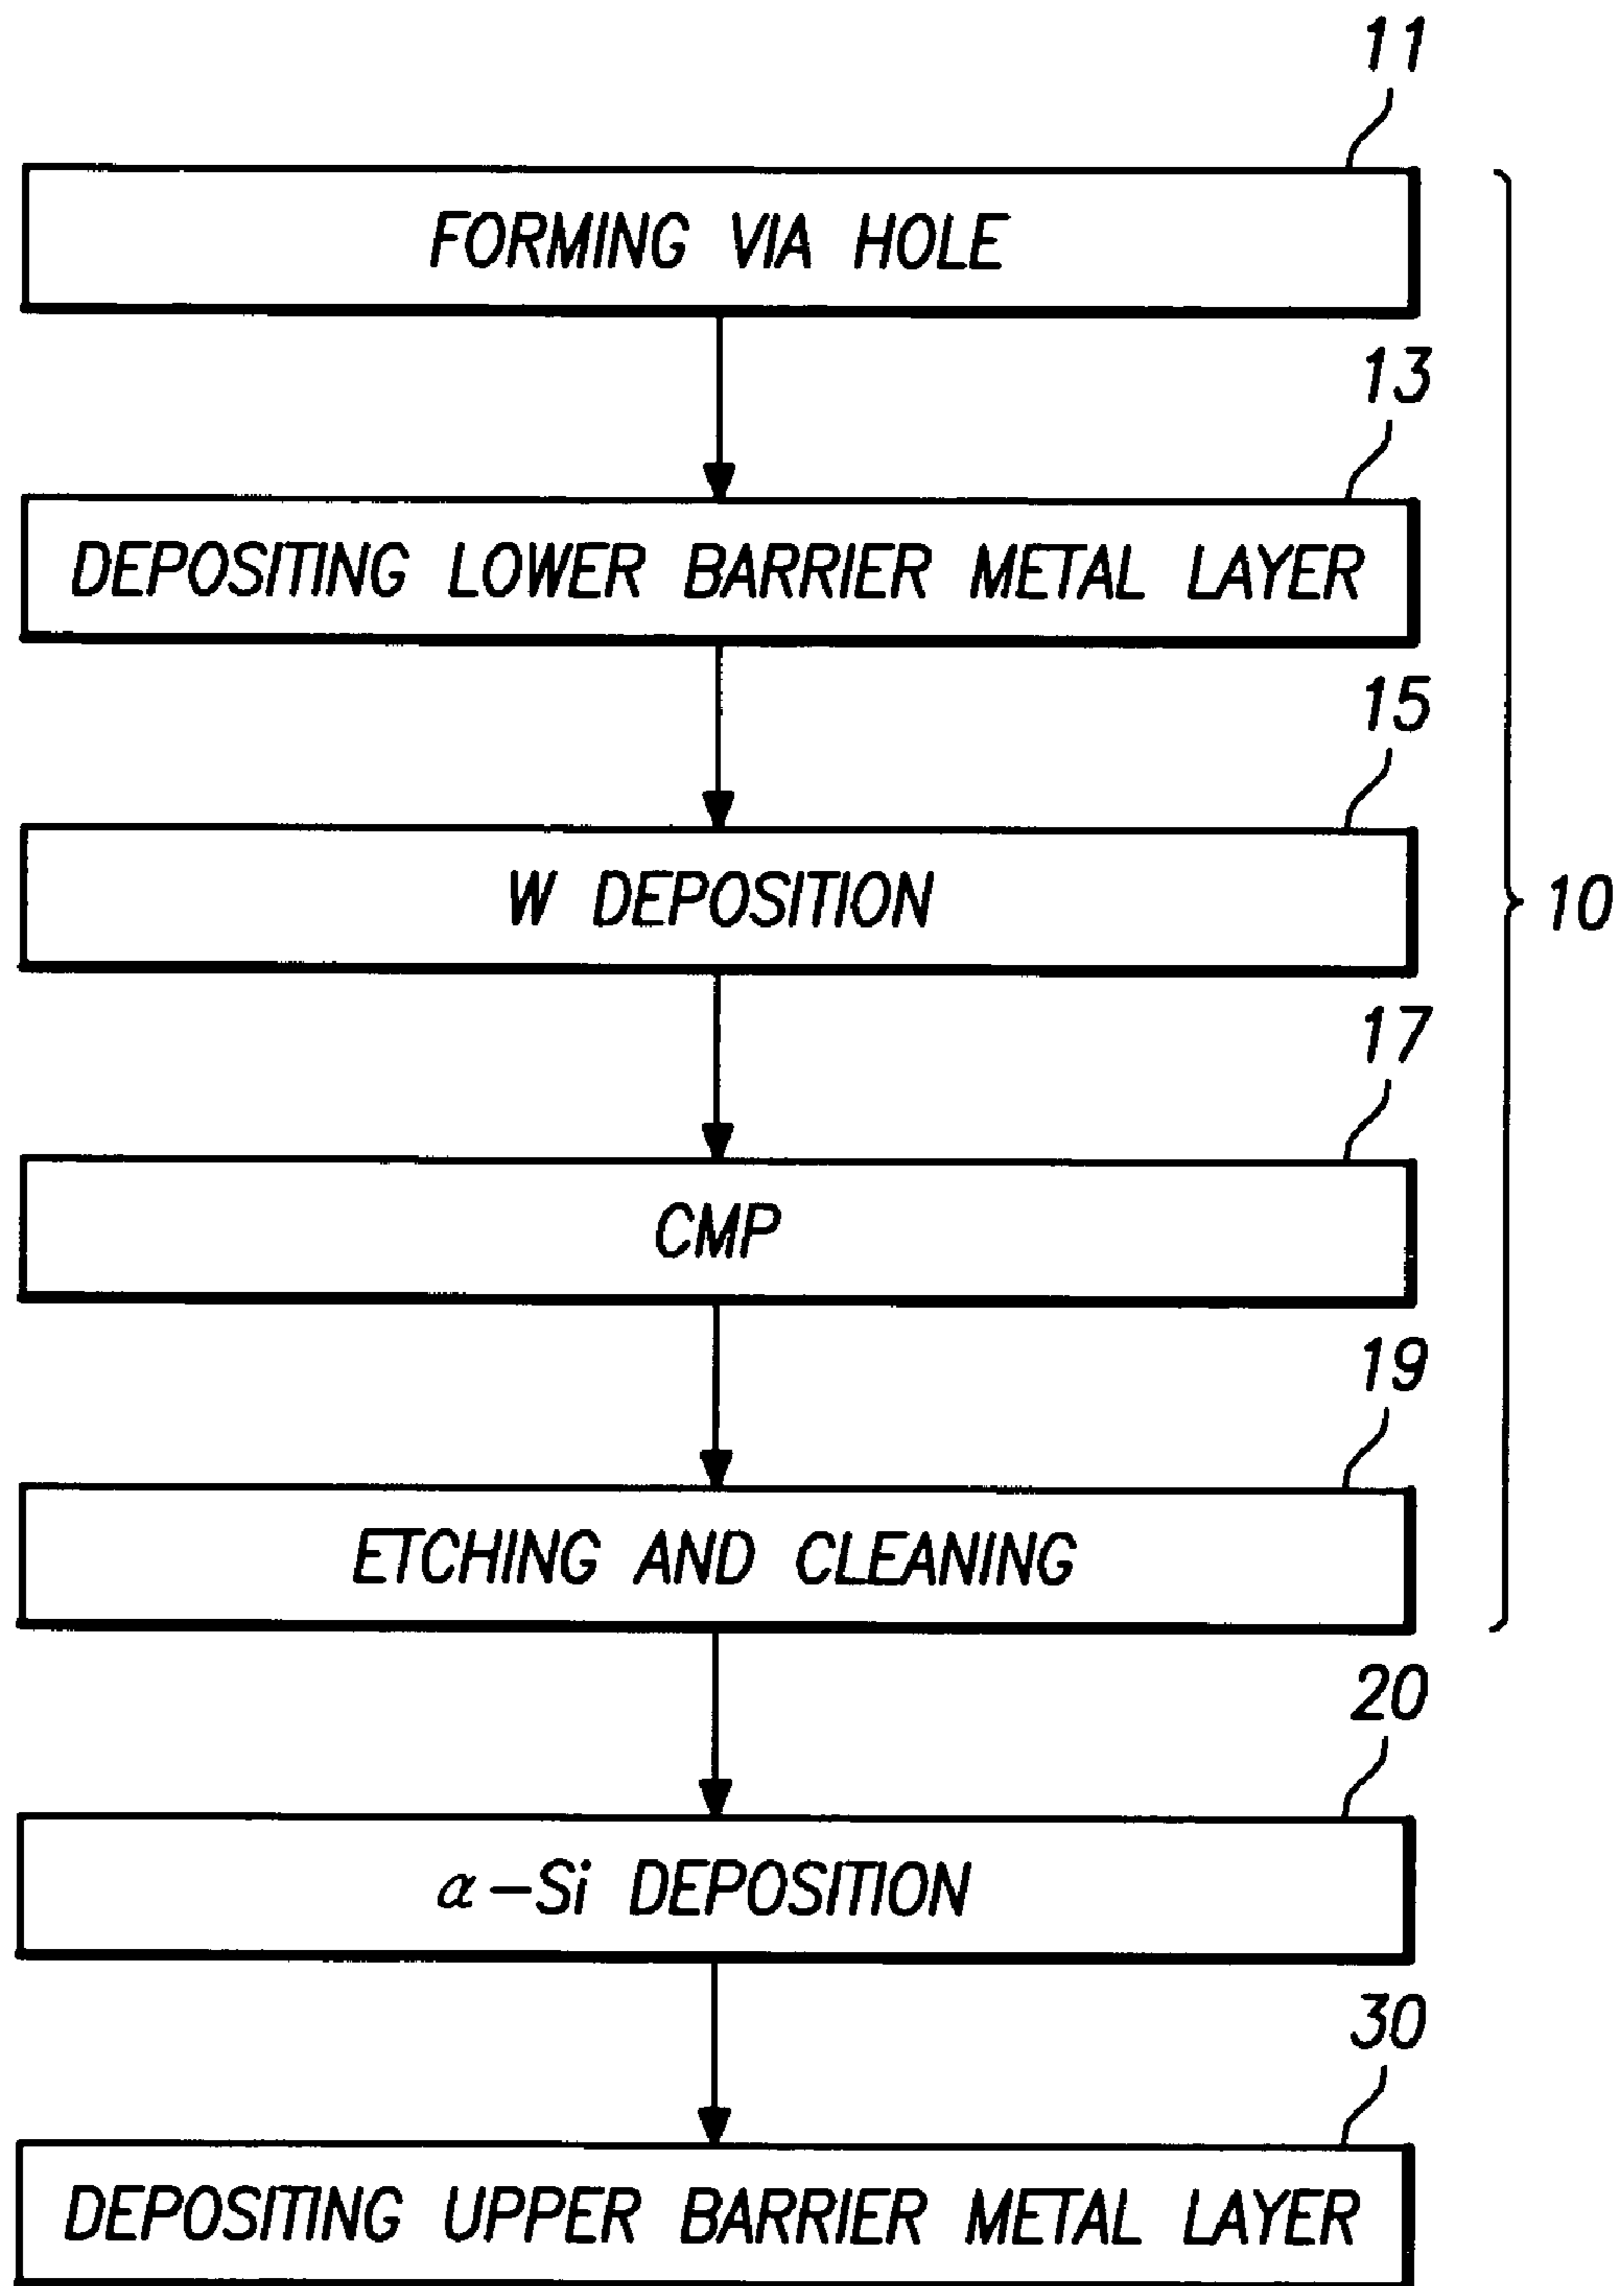 11
FORMING VIA HOLE
13
DEPOSITING LOWER BARRIER METAL LAYER
15
W DEPOSITION
10
17
CMP
19
ETCHING AND CLEANING
20
α-Si DEPOSITION
30
DEPOSITING UPPER BARRIER METAL LAYER